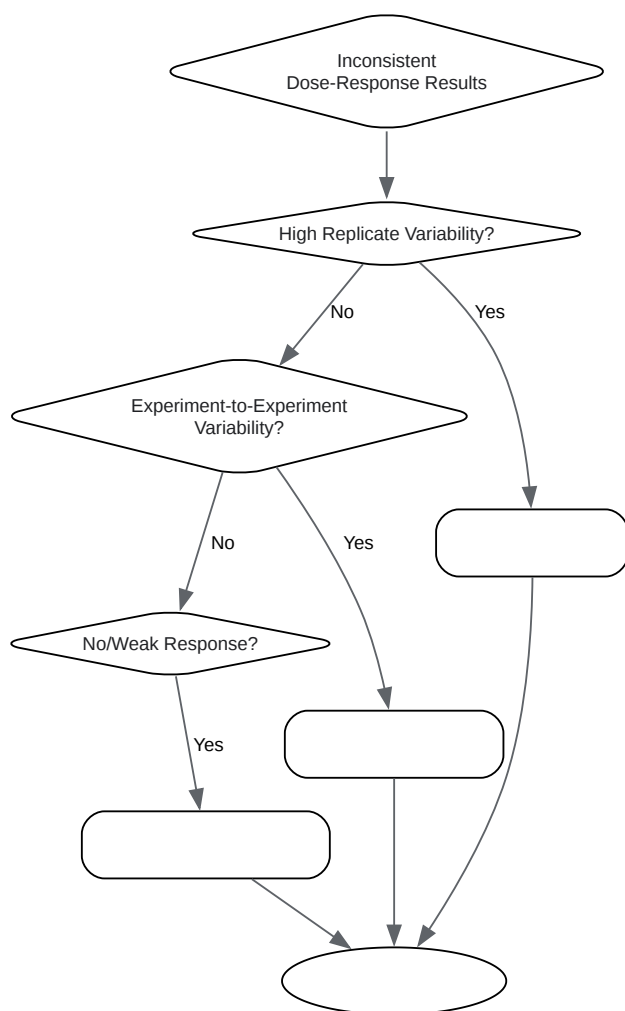 Inconsistent
Dose-Response Results
High Replicate Variability?
No
Yes
Experiment-to-Experiment
Variability?
No
Yes
No/Weak Response?
Yes